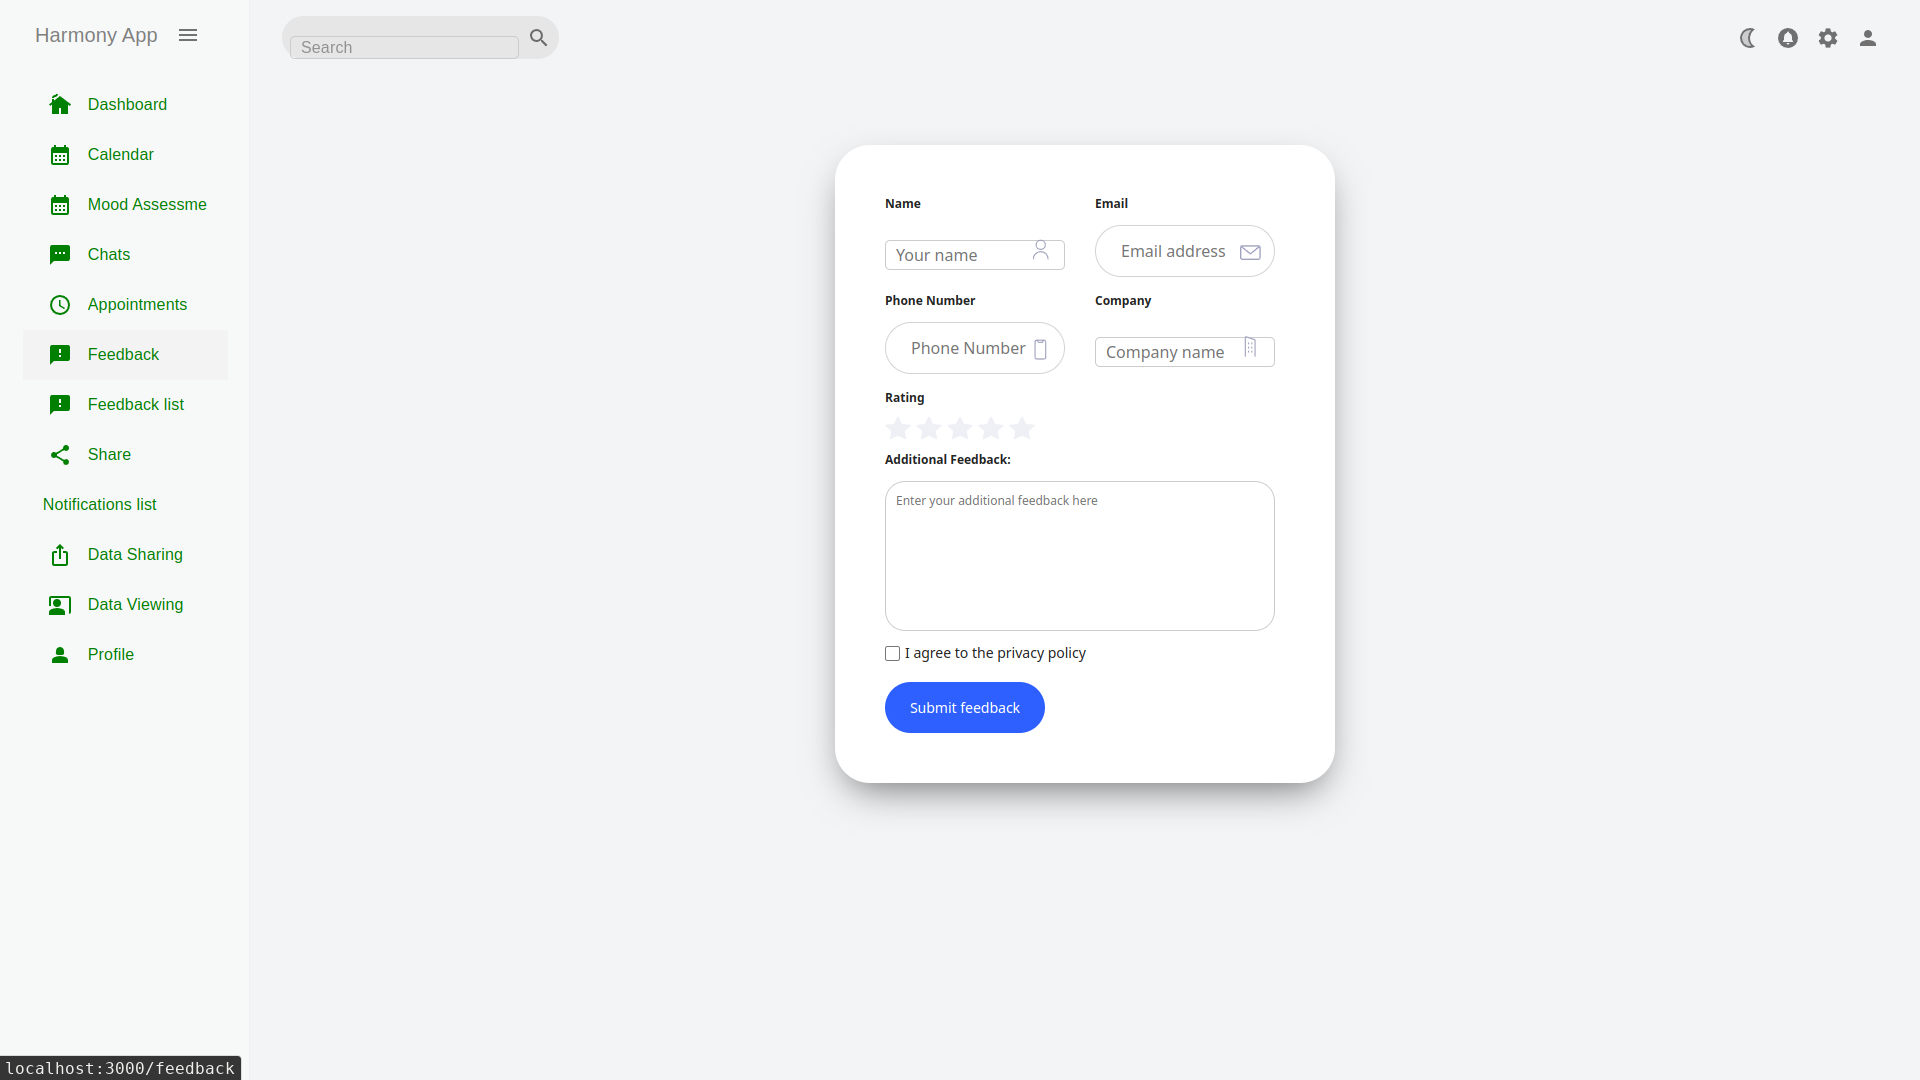 Harmony App
Search
Dashboard
Calendar
Mood Assessme
Chats
Appointments
Feedback
Feedback list
Share
Notifications list
Data Sharing
Data Viewing
Profile
Name
Email
Your name
Email address
Phone Number
Company
Phone Number
Company name
Rating
Additional Feedback:
Enter your additional feedback here
I agree to the privacy policy
Submit feedback
localhost:3000/feedback